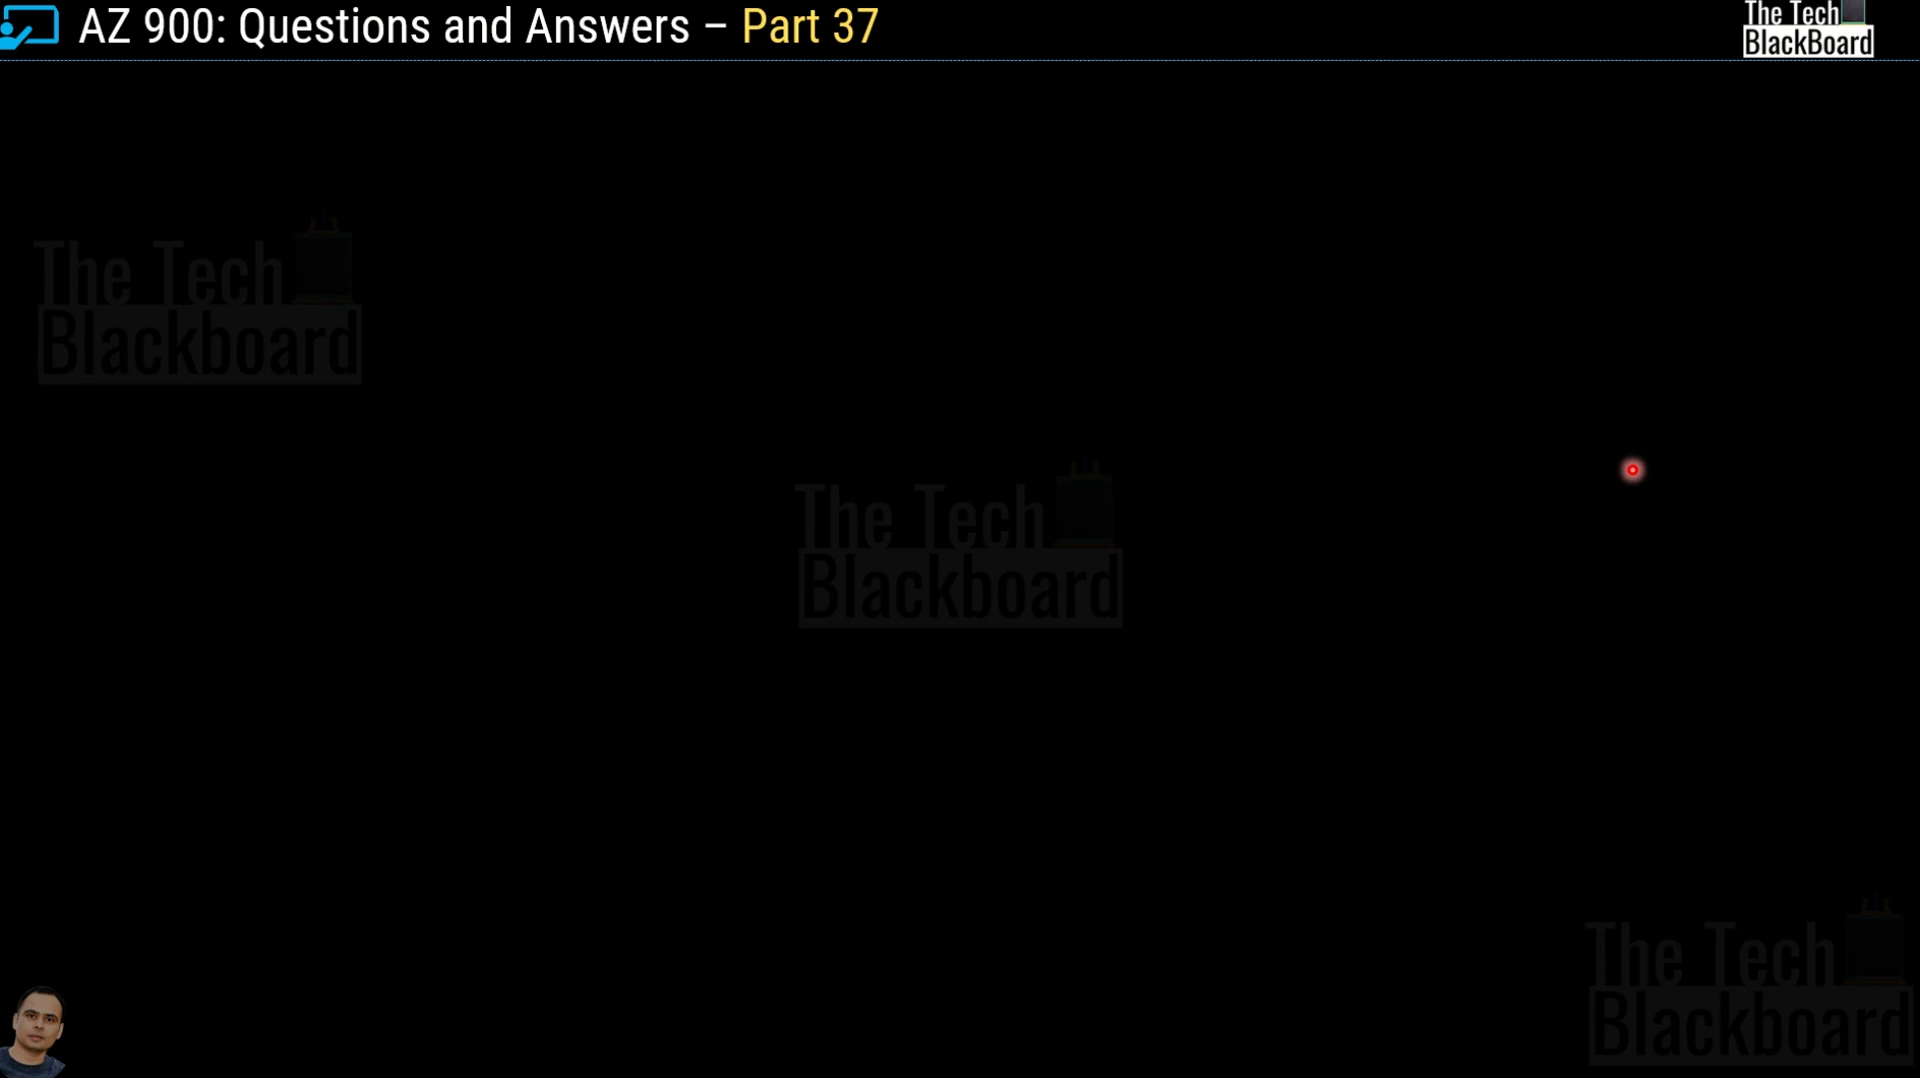 AZ 900: Questions and Answers – Part 37
The Tech
BlackBoard
The Tech
Blackboard
The Tech
Blackboard
The Tech
Blackboard